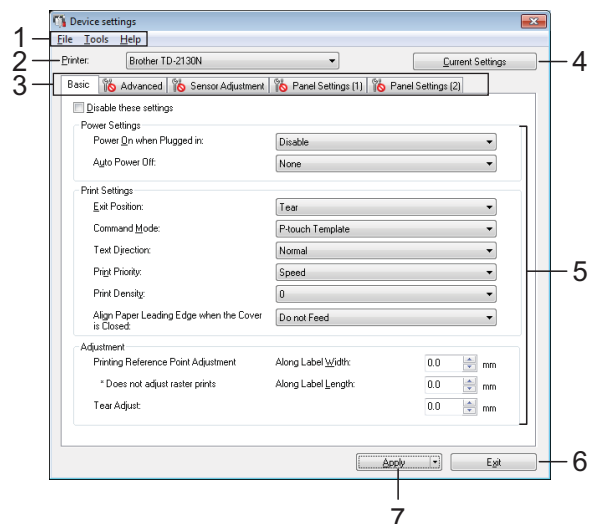 Device settings
1 File Tools Help
2 Printer: Brother TD-2130N Current Settings 4
3 Basic Advanced Sensor Adjustment Panel Settings (1) Panel Settings (2)
Disable these settings
Power Settings
Power On when Plugged in: Disable
Auto Power Off: None
Print Settings
Exit Position: Tear
Command Mode: P-touch Template
Text Direction: Normal
Print Priority: Speed 5
Print Density: 0
Align Paper Leading Edge when the Cover
is Closed: Do not Feed
Adjustment
Printing Reference Point Adjustment Along Label Width: 0.0 mm
* Does not adjust raster prints Along Label Length: 0.0 mm
Tear Adjust: 0.0 mm
Apply Exit 6
7